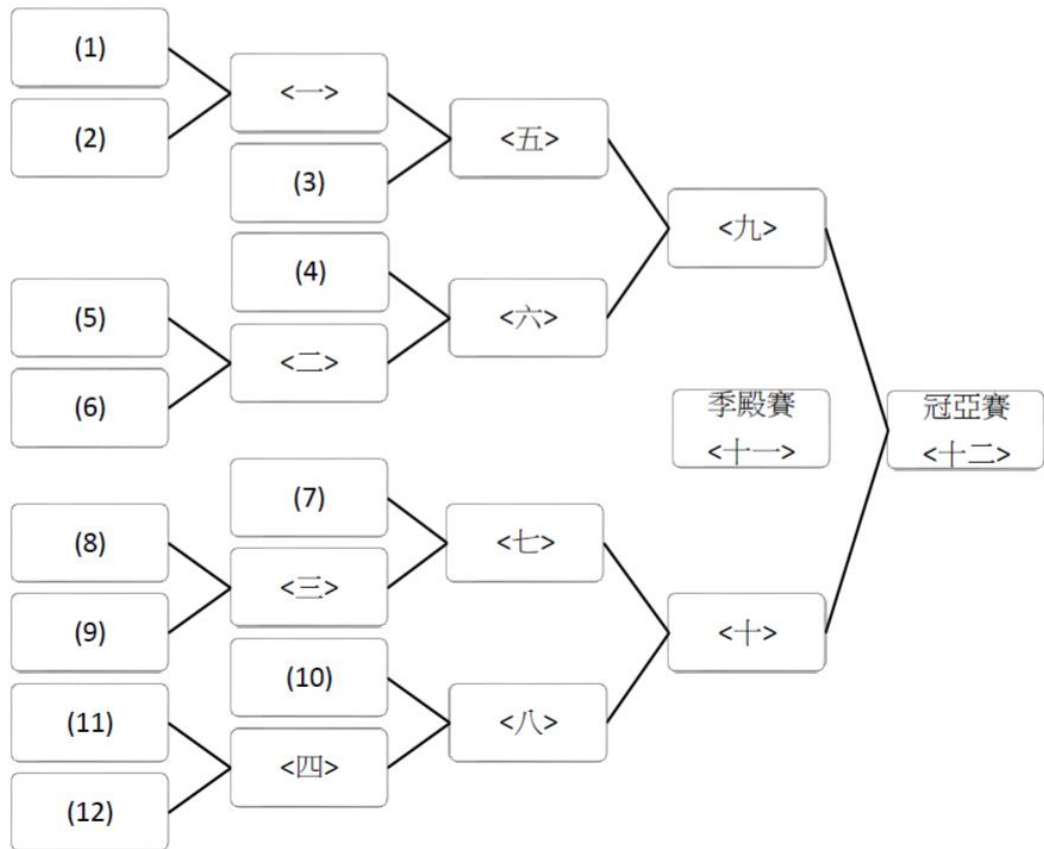 (1)
(2)
<一>
(3)
<五>
(4)
(5)
(6)
<二>
<六>
<九>
季殿賽
<十一>
冠亞賽
<十二>
(7)
(8)
(9)
<三>
<七>
(10)
(11)
(12)
<四>
<八>
<十>